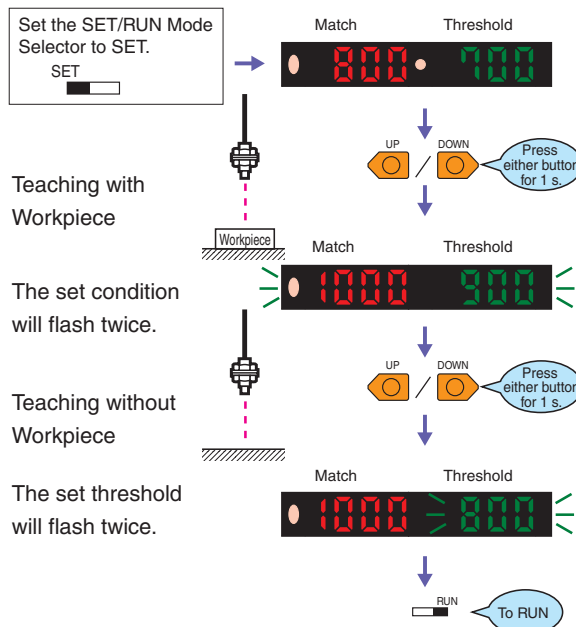 Set the SET/RUN Mode
Selector to SET.
SET
Match Threshold
800 700
UP DOWN
Press
either button
for 1 s.
Teaching with
Workpiece
Workpiece
Match Threshold
1000 900
The set condition
will flash twice.
UP DOWN
Press
either button
for 1 s.
Teaching without
Workpiece
Match Threshold
1000 800
The set threshold
will flash twice.
RUN
To RUN